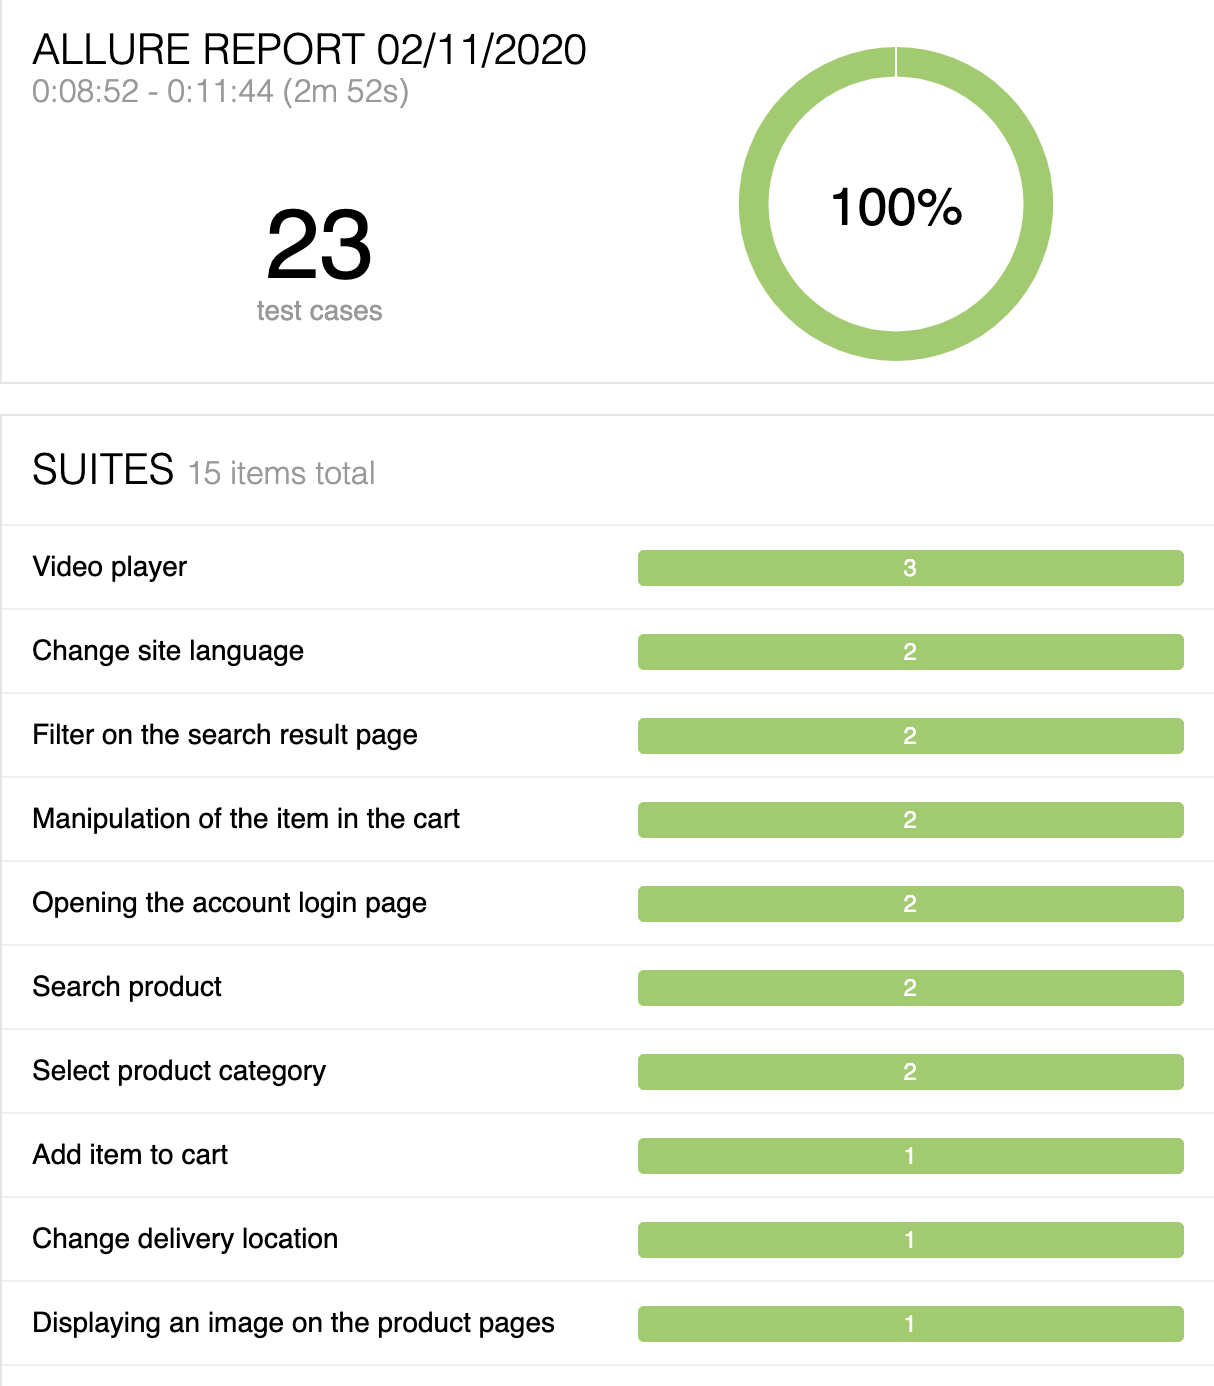 ALLURE REPORT 02/11/2020
0:08:52 - 0:11:44 (2m 52s)
23
test cases
100%
SUITES 15 items total
Video player 3
Change site language 2
Filter on the search result page 2
Manipulation of the item in the cart 2
Opening the account login page 2
Search product 2
Select product category 2
Add item to cart 1
Change delivery location 1
Displaying an image on the product pages 1